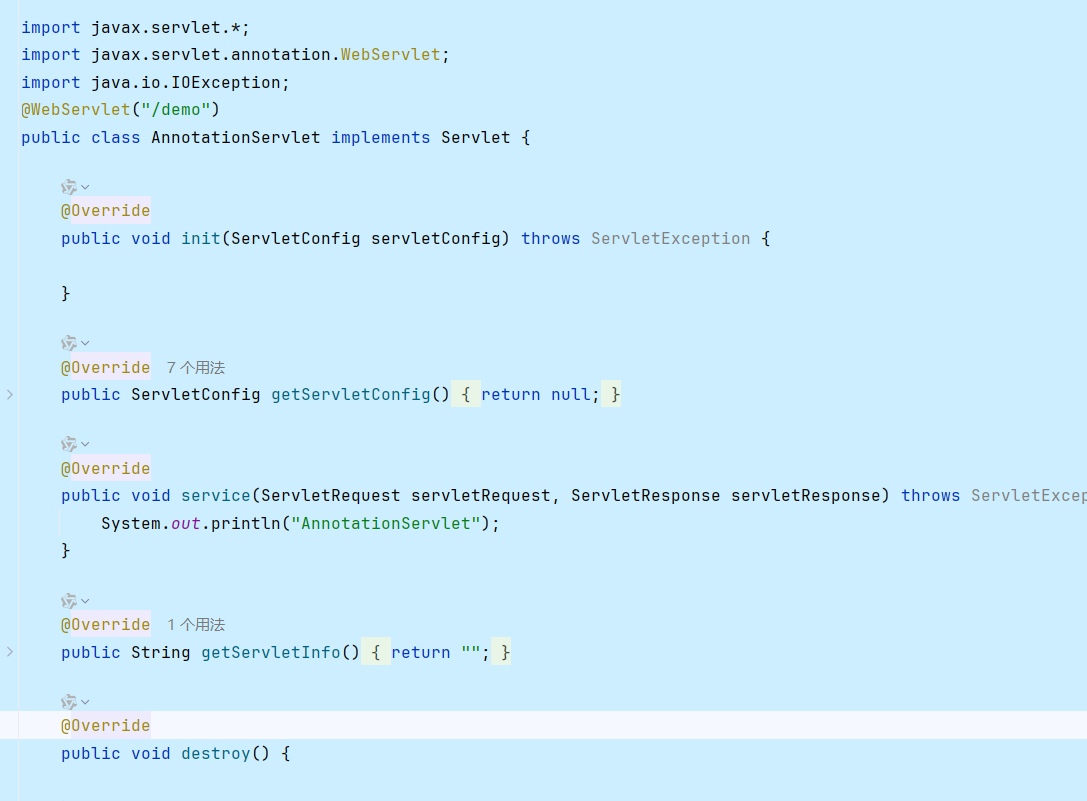 import javax.servlet.*;
import javax.servlet.annotation.WebServlet;
import java.io.IOException;
@WebServlet("/demo")
public class AnnotationServlet implements Servlet {
@Override
public void init(ServletConfig servletConfig) throws ServletException {
}
@Override 7 个用法
public ServletConfig getServletConfig() { return null; }
@Override
public void service(ServletRequest servletRequest, ServletResponse servletResponse) throws ServletExcep
System.out.println("AnnotationServlet");
}
@Override 1 个用法
public String getServletInfo() { return ""; }
@Override
public void destroy() {